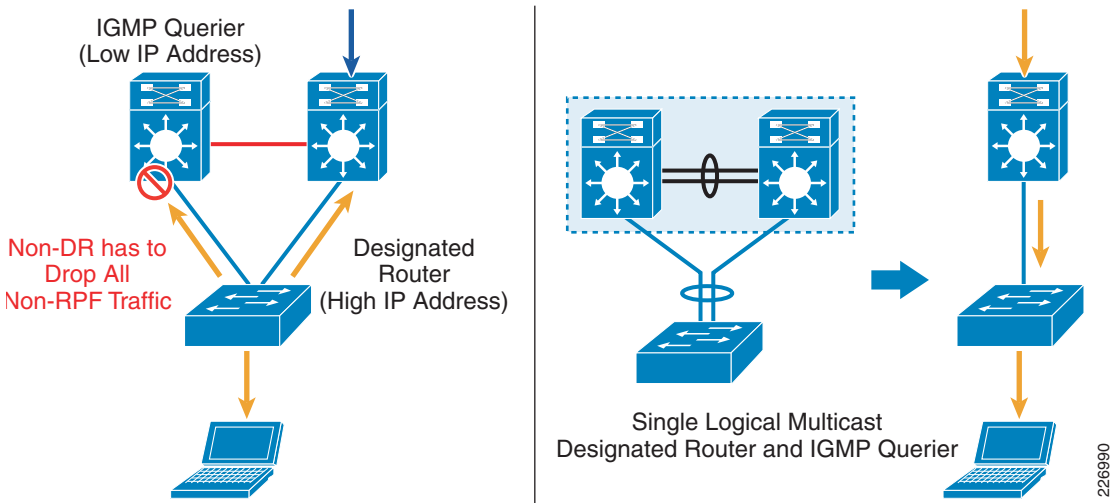 IGMP Querier
(Low IP Address)
Non-DR has to
Drop All
Non-RPF Traffic
Designated
Router
(High IP Address)
Single Logical Multicast
Designated Router and IGMP Querier
226990